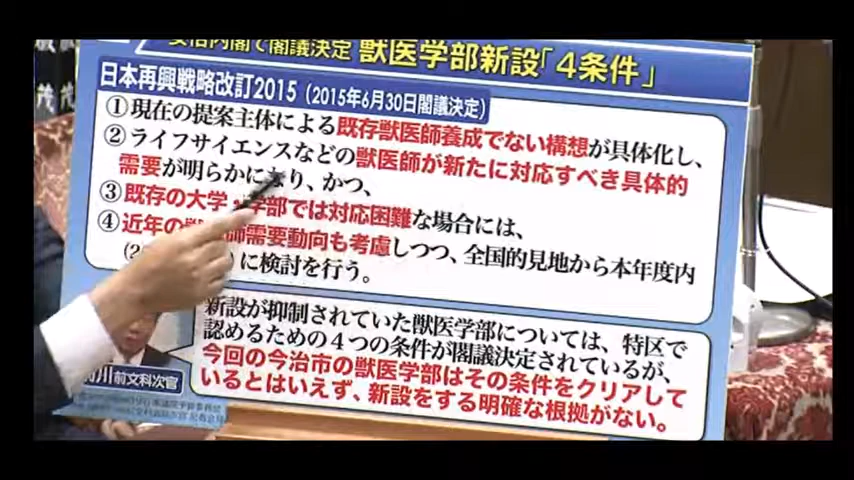 安倍内閣で閣議決定 獣医学部新設「4条件」
日本再興戦略改訂2015（2015年6月30日閣議決定）
①現在の提案主体による既存獣医師養成でない構想が具体化し、
②ライフサイエンスなどの獣医師が新たに対応すべき具体的
需要が明らかになり、かつ、
③既存の大学・学部では対応困難な場合には、
④近年の獣医師需要動向も考慮しつつ、全国的見地から本年度内
に検討を行う。
新設が抑制されていた獣医学部については、特区で
認めるための4つの条件が閣議決定されているが、
今回の今治市の獣医学部はその条件をクリアして
いるとはいえず、新設をする明確な根拠がない。
川前文科次官
茂 茂